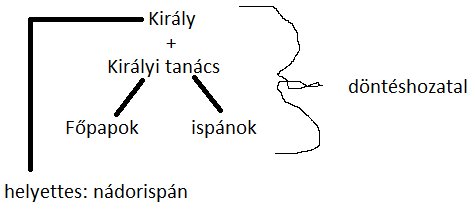 Király
+
Királyi tanács
döntéshozatal
Főpapok
ispánok
helyettes: nádorispán